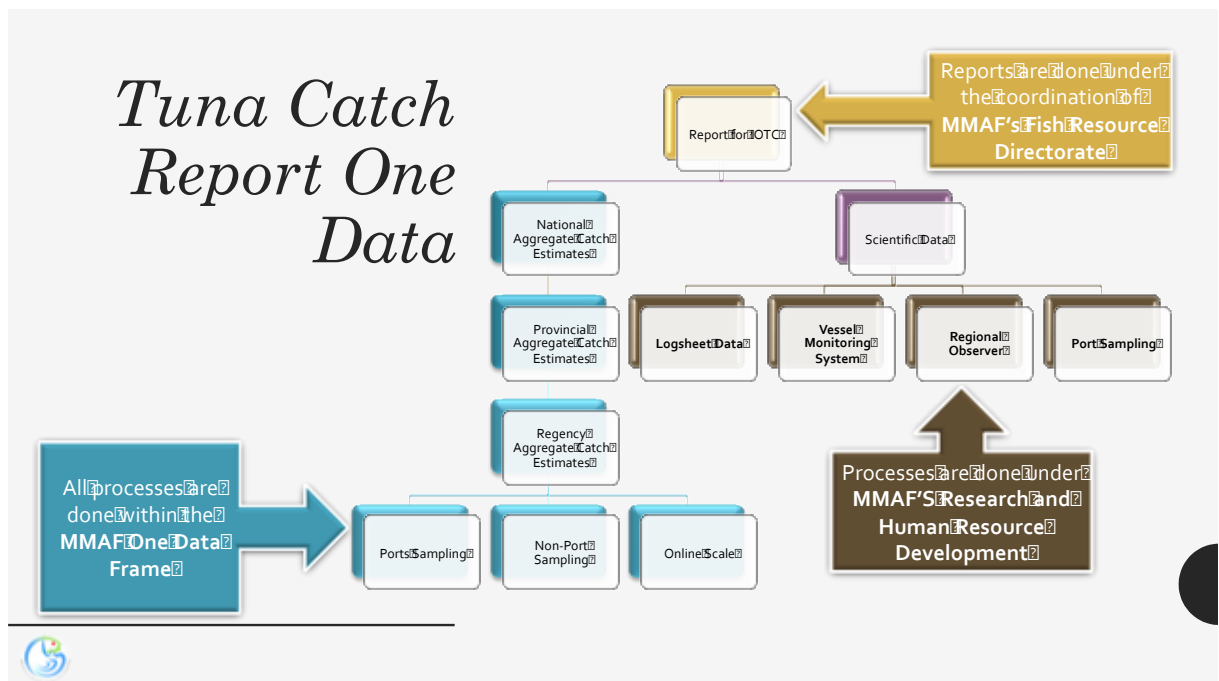 Tuna Catch
Report One
Data
Reports are done under
the coordination of
MMAF's Fish Resource
Directorate
Report for IOTC
National
Aggregate Catch
Estimates
Scientific Data
Provincial
Aggregate Catch
Estimates
Logsheet Data
Vessel
Monitoring
System
Regional
Observer
Port Sampling
Regency
Aggregate Catch
Estimates
All processes are
done within the
MMAF One Data
Frame
Processes are done under
MMAF'S Research and
Human Resource
Development
Ports Sampling
Non-Port
Sampling
Online Scale